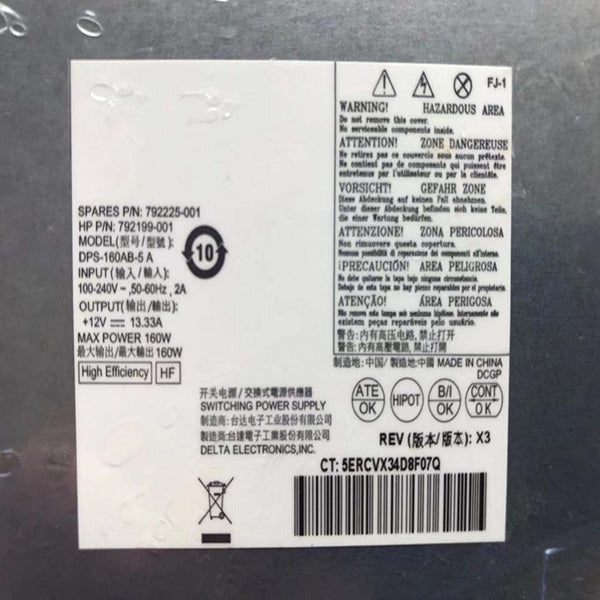 FJ-1
WARNING! HAZARDOUS AREA
Do not remove this cover.
No serviceable components inside.
ATTENTION! ZONE DANGEREUSE
Ne retirez pas ce couvercle sous aucun prétexte.
Ne contient pas de composants qui peuvent être
entretenus par l'utilisateur ou par la clientèle.
VORSICHT! GEFAHR ZONE
Diese Abdeckung auf keinen Fall abnehmen.
Unter dieser Abdeckung befinden sich keine Teile,
die einer Wartung bedürfen.
ATTENZIONE! ZONA PERICOLOSA
Non rimuovere questa copertura.
Nessuna riparazione dei componenti all'interno.
¡PRECAUCIÓN! AREA PELIGROSA
No debe quitarse la tapa bajo ninguna circunstancia.
Debajo de esta tapa no hay piezas reparables por el propietario.
ATENÇÃO! ÁREA PERIGOSA
Não remova esta tampa sob nenhuma hipótese. Internamente não
existem peças reparáveis pelo usuário.
警告: 内有高压电路, 禁止打开
警告: 內有高壓電路, 禁止打開
制造地: 中国/ 製造地:中國 MADE IN CHINA
DCGP
SPARES P/N: 792225-001
HP P/N: 792199-001
MODEL(型号/型號):
DPS-160AB-5 A
10
INPUT (输入/輸入):
100-240V ~ ,50-60Hz , 2A
OUTPUT(输出/輸出):
+12V ⎓ 13.33A
MAX POWER 160W
最大输出/最大輸出 160W
High Efficiency HF
开关电源 / 交換式電源供應器
SWITCHING POWER SUPPLY
制造商: 台达电子工业股份有限公司
製造商: 台達電子工業股份有限公司
DELTA ELECTRONICS,INC.
ATE OK
HIPOT
B/I OK
CONT OK
REV (版本/版本): X3
CT: 5ERCVX34D8F07Q